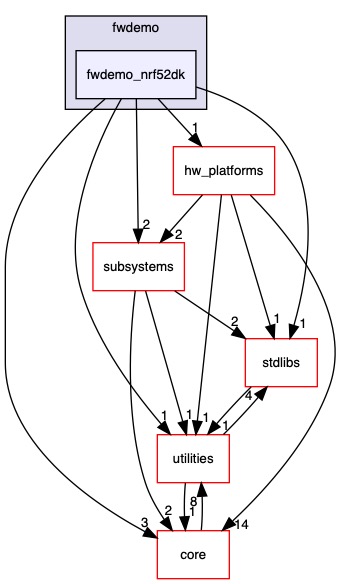 fwdemo
fwdemo_nrf52dk
1
hw_platforms
2
2
subsystems
2
1
1
stdlibs
4
1
1
1
1
utilities
8
2
1
3
14
core